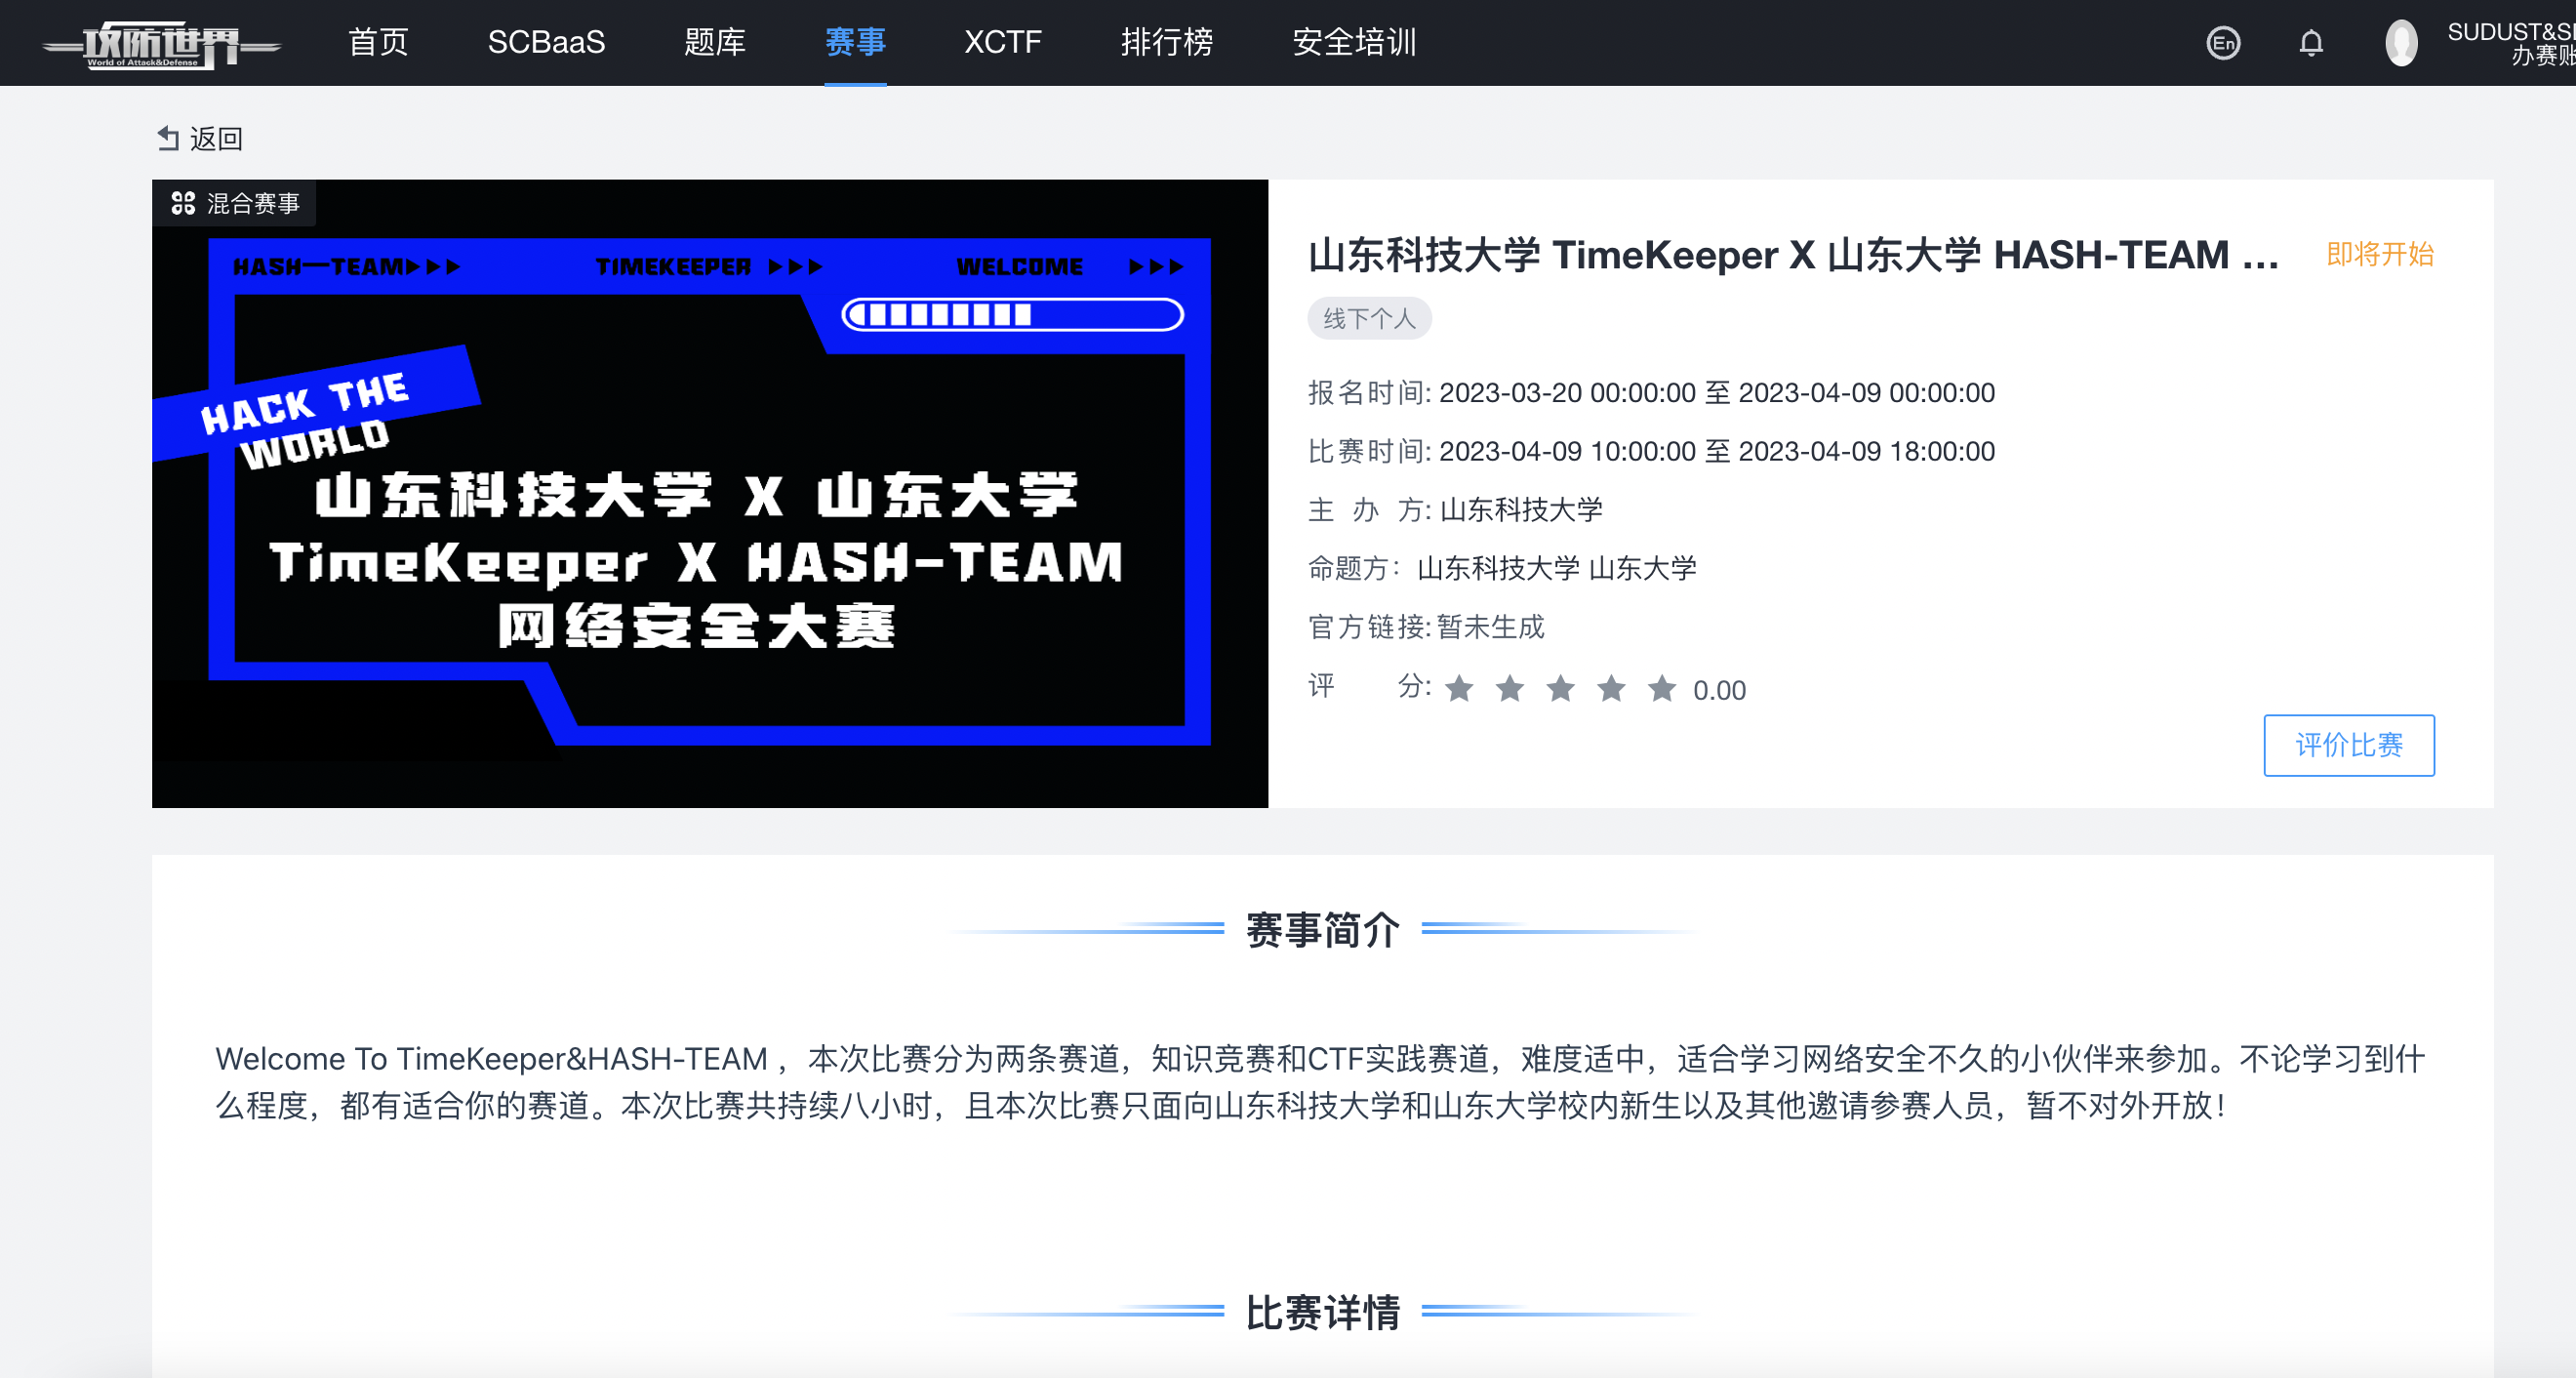 攻防世界
World of Attack&Defense
首页 SCBaaS 题库 赛事 XCTF 排行榜 安全培训
En
SUDUST&S
办赛
返回
混合赛事
HASH—TEAM▶▶▶ TIMEKEEPER ▶▶▶ WELCOME ▶▶▶
HACK THE
WORLD
山东科技大学 X 山东大学
TimeKeeper X HASH-TEAM
网络安全大赛
山东科技大学 TimeKeeper X 山东大学 HASH-TEAM ...
即将开始
线下个人
报名时间: 2023-03-20 00:00:00 至 2023-04-09 00:00:00
比赛时间: 2023-04-09 10:00:00 至 2023-04-09 18:00:00
主 办 方: 山东科技大学
命题方: 山东科技大学 山东大学
官方链接: 暂未生成
评 分: 0.00
评价比赛
赛事简介
Welcome To TimeKeeper&HASH-TEAM ，本次比赛分为两条赛道，知识竞赛和CTF实践赛道，难度适中，适合学习网络安全不久的小伙伴来参加。不论学习到什
么程度，都有适合你的赛道。本次比赛共持续八小时，且本次比赛只面向山东科技大学和山东大学校内新生以及其他邀请参赛人员，暂不对外开放！
比赛详情